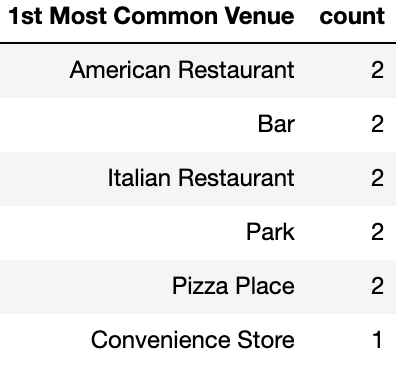 1st Most Common Venue count
American Restaurant 2
Bar 2
Italian Restaurant 2
Park 2
Pizza Place 2
Convenience Store 1